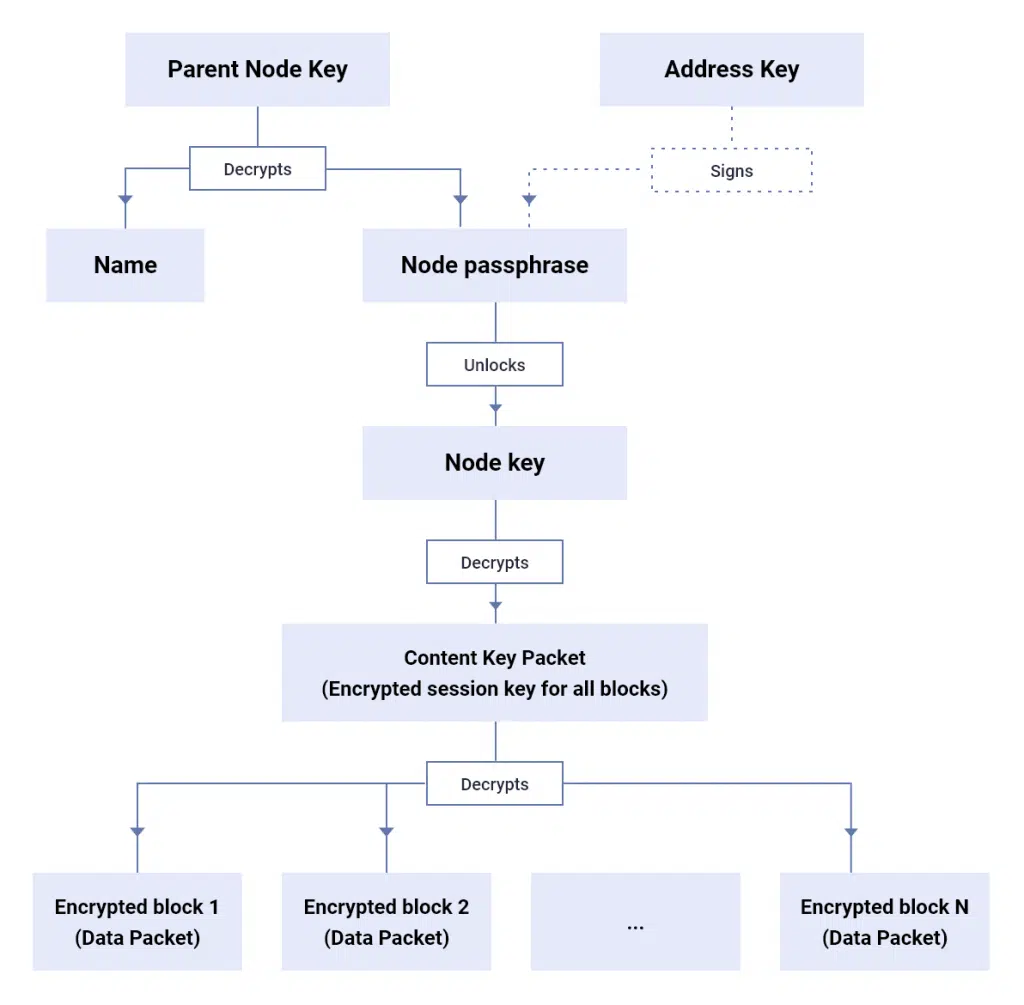 Parent Node Key
Address Key
Decrypts
Signs
Name
Node passphrase
Unlocks
Node key
Decrypts
Content Key Packet
(Encrypted session key for all blocks)
Decrypts
Encrypted block 1
(Data Packet)
Encrypted block 2
(Data Packet)
...
Encrypted block N
(Data Packet)